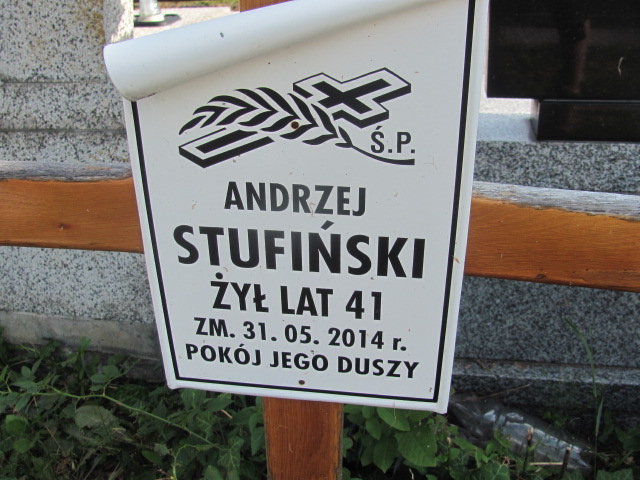 Ś.P.
ANDRZEJ
STUFIŃSKI
ŻYŁ LAT 41
ZM. 31. 05. 2014 r.
POKÓJ JEGO DUSZY